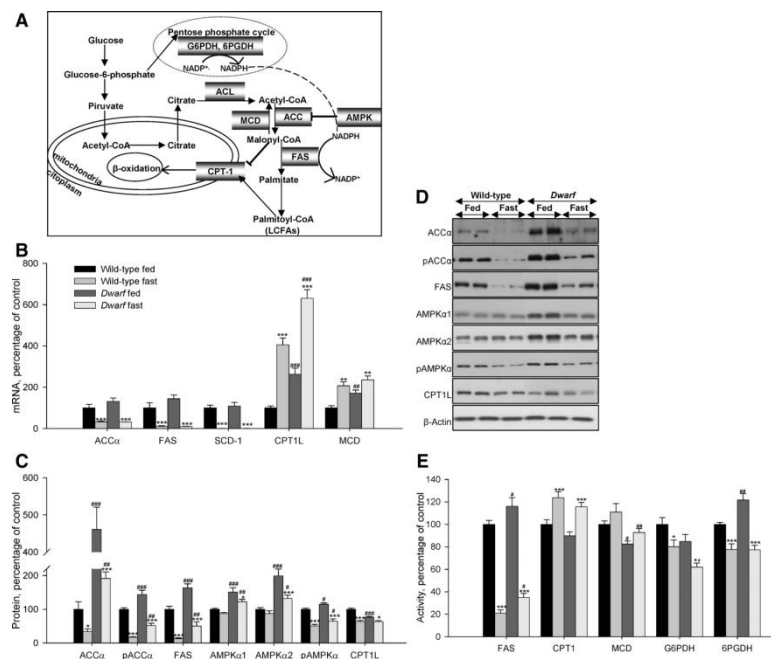 A
Pentose phosphate cycle
G6PDH, 6PGDH
NADP+ NADPH
Glucose
Glucose-6-phosphate
Piruvate
Acetyl-CoA
Citrate
Citrate
ACL
Acetyl-CoA
MCD
ACC
AMPK
Malonyl-CoA
NADPH
FAS
NADP+
Palmitate
Palmitoyl-CoA
(LCFAs)
CPT-1
β-oxidation
mitochondria
citoplasm
B
mRNA, percentage of control
800
600
400
200
0
Wild-type fed
Wild-type fast
Dwarf fed
Dwarf fast
*** ***
*** ***
*** ***
*** ### ### ***
** ## **
ACCα FAS SCD-1 CPT1L MCD
C
Protein, percentage of control
600
500
400
200
100
0
* ### ## ***
*** ### ## ***
*** ### ## ***
### ## *
### # **
*** # ***
*** ### *
ACCα pACCα FAS AMPKα1 AMPKα2 pAMPKα CPT1L
D
Wild-type Dwarf
Fed Fast Fed Fast
ACCα
pACCα
FAS
AMPKα1
AMPKα2
pAMPKα
CPT1L
β-Actin
E
Activity, percentage of control
140
120
100
80
60
40
20
0
*** # # ***
*** ***
# ##
*
*** ## ***
FAS CPT1 MCD G6PDH 6PGDH